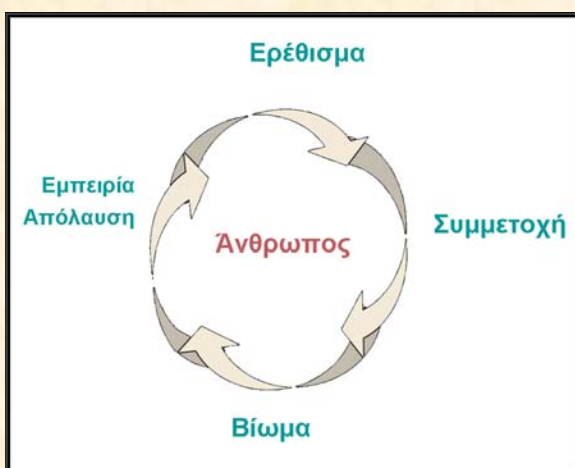 Ερέθισμα
Εμπειρία
Απόλαυση
Συμμετοχή
Άνθρωπος
Βίωμα